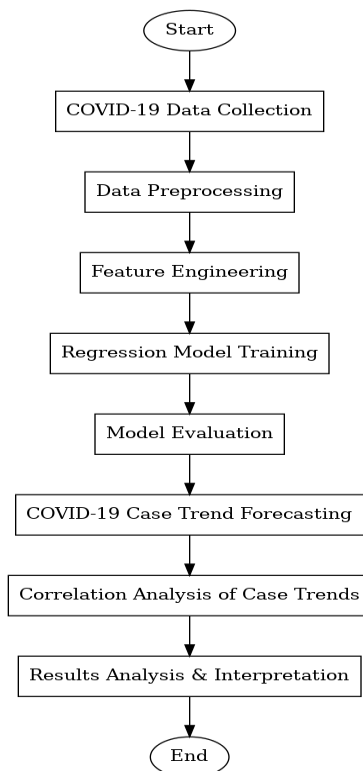 Start
COVID-19 Data Collection
Data Preprocessing
Feature Engineering
Regression Model Training
Model Evaluation
COVID-19 Case Trend Forecasting
Correlation Analysis of Case Trends
Results Analysis & Interpretation
End